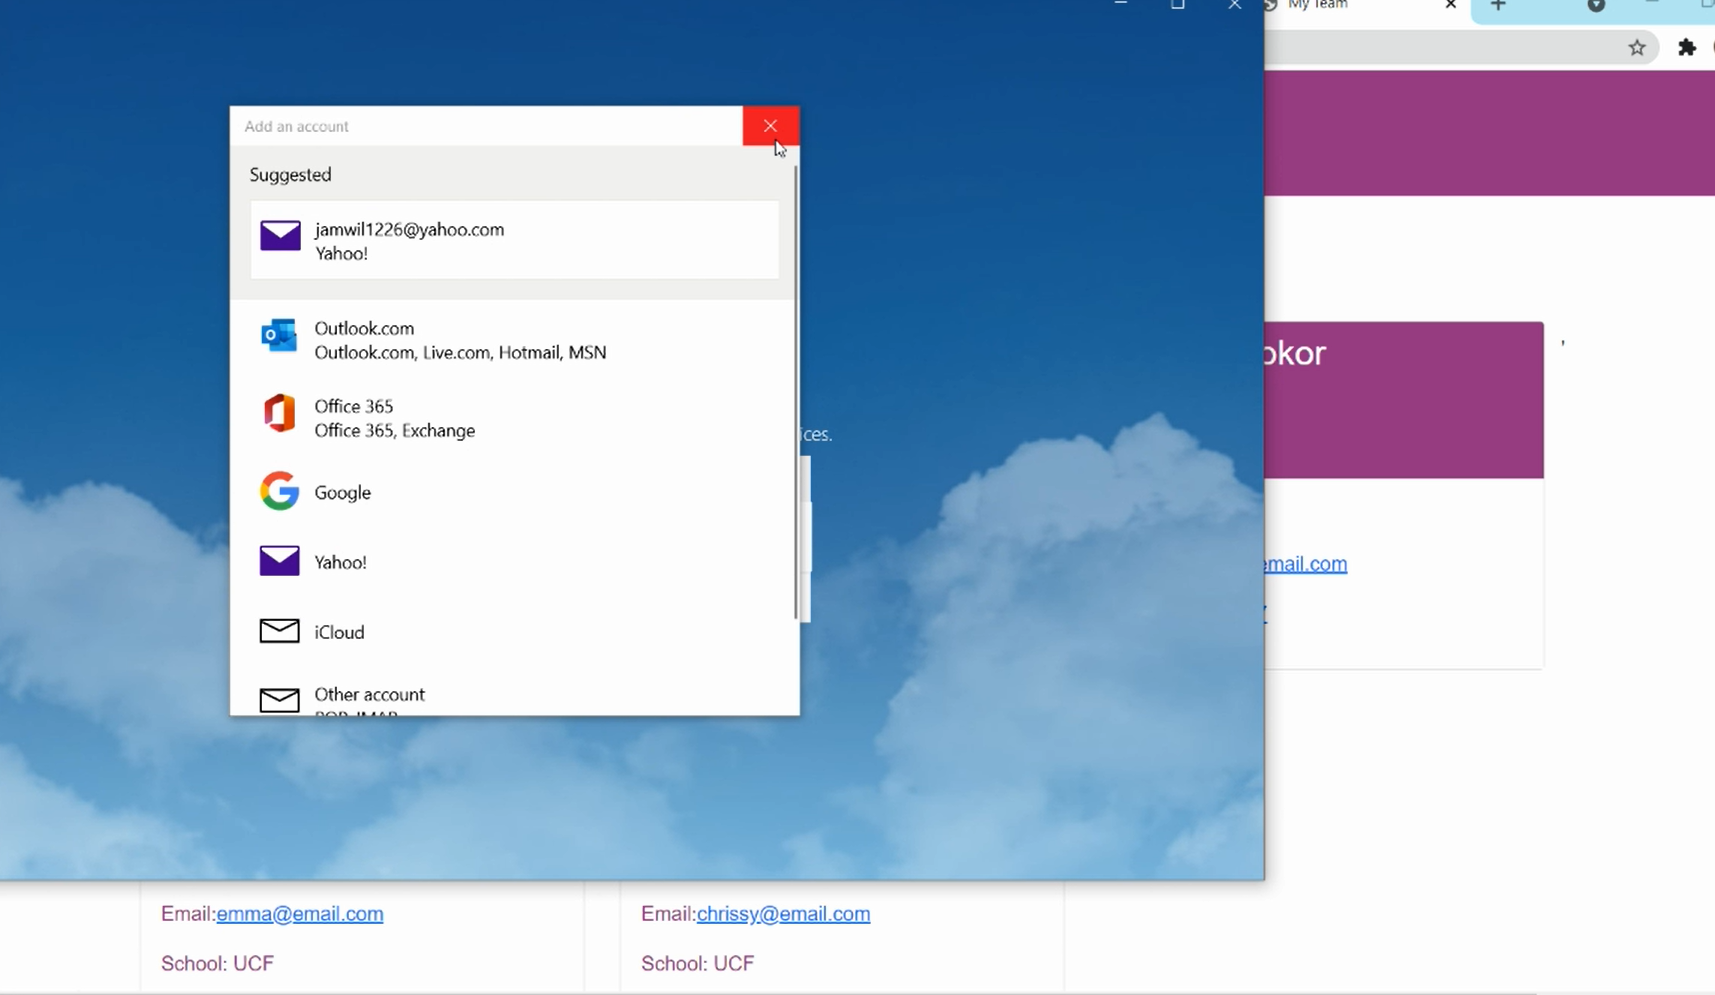 My Team
Add an account
Suggested
jamwil1226@yahoo.com
Yahoo!
Outlook.com
Outlook.com, Live.com, Hotmail, MSN
Office 365
Office 365, Exchange
Google
Yahoo!
iCloud
Other account
POP, IMAP
ices.
okor
email.com
Email:emma@email.com
School: UCF
Email:chrissy@email.com
School: UCF